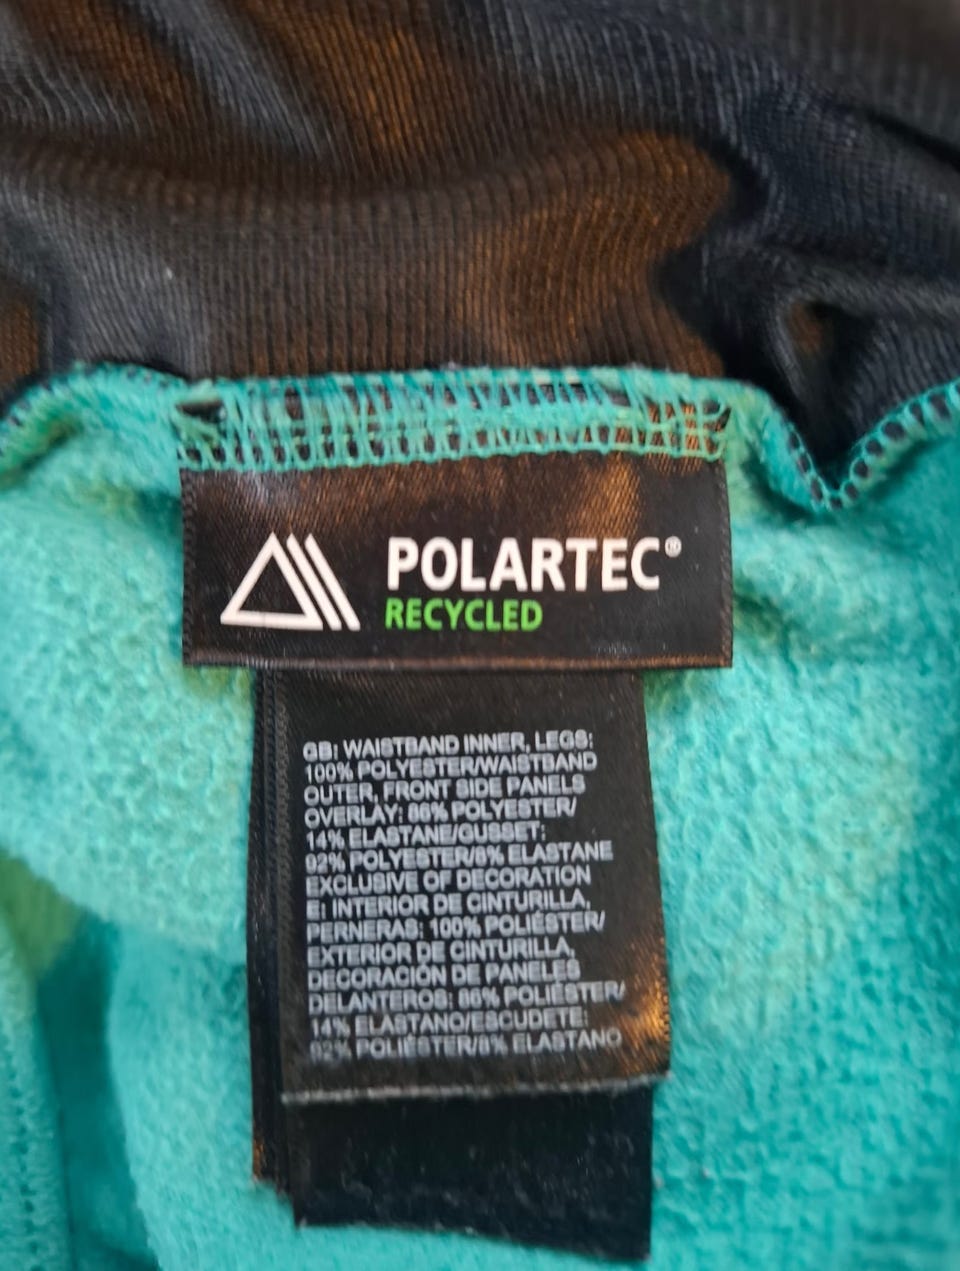 POLARTEC®
RECYCLED
GB: WAISTBAND INNER, LEGS:
100% POLYESTER/WAISTBAND
OUTER, FRONT SIDE PANELS
OVERLAY: 86% POLYESTER/
14% ELASTANE/GUSSET:
92% POLYESTER/8% ELASTANE
EXCLUSIVE OF DECORATION
E: INTERIOR DE CINTURILLA,
PERNERAS: 100% POLIÉSTER/
EXTERIOR DE CINTURILLA,
DECORACIÓN DE PANELES
DELANTEROS: 86% POLIÉSTER/
14% ELASTANO/ESCUDETE:
92% POLIÉSTER/8% ELASTANO